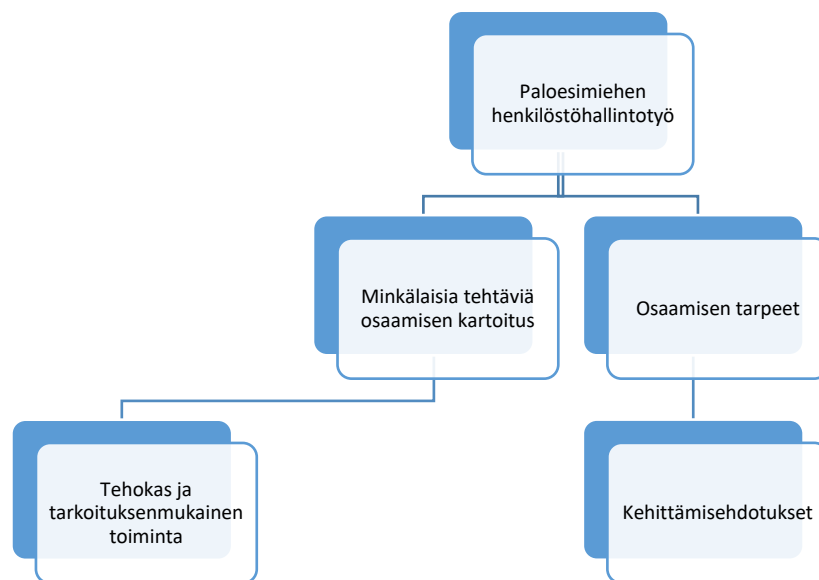 Paloesimiehen
henkilöstöhallintotyö
Minkälaisia tehtäviä
osaamisen kartoitus
Osaamisen tarpeet
Tehokas ja
tarkoituksenmukainen
toiminta
Kehittämisehdotukset